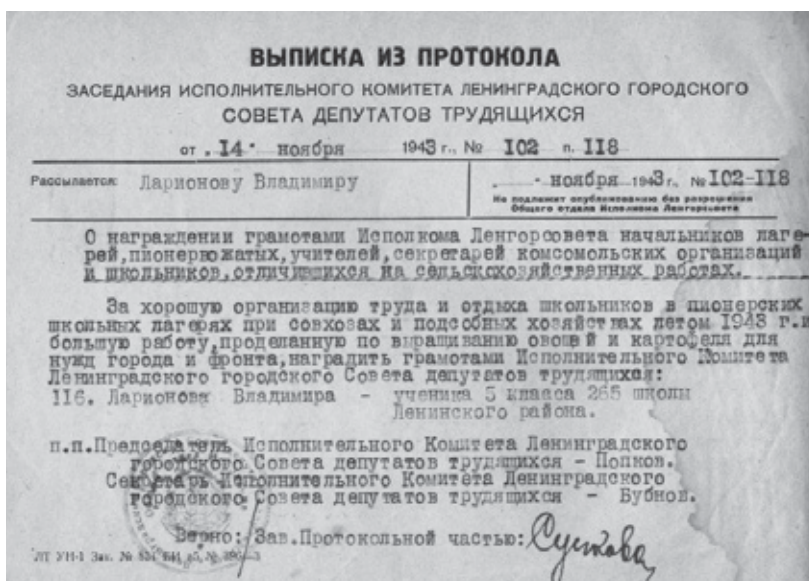 ВЫПИСКА ИЗ ПРОТОКОЛА
ЗАСЕДАНИЯ ИСПОЛНИТЕЛЬНОГО КОМИТЕТА ЛЕНИНГРАДСКОГО ГОРОДСКОГО
СОВЕТА ДЕПУТАТОВ ТРУДЯЩИХСЯ
от . 14 · ноября 1943 г., № 102 п. 118
Рассылается: Ларионову Владимиру
ноября 1943 г., № 102-118
Не подлежит опубликованию без разрешения
Общего отдела Исполкома Ленгорсовета
О награждении грамотами Исполкома Ленгорсовета начальников лаге-
рей,пионервожатых,учителей,секретарей комсомольских организаций
и школьников,отличившихся на сельскохозяйственных работах.
За хорошую организацию труда и отдыха школьников в пионерских
школьных лагерях при совхозах и подсобных хозяйствах летом 1943 г.и
большую работу,проделанную по выращиванию овощей и картофеля для
нужд города и фронта,наградить грамотами Исполнительного Комитета
Ленинградского городского Совета депутатов трудящихся:
116. Ларионова Владимира - ученика 5 класса 265 школы
Ленинского района.
п.п.Председатель Исполнительного Комитета Ленинградского
городского Совета депутатов трудящихся - Попков.
Секретарь Исполнительного Комитета Ленинградского
городского Совета депутатов трудящихся - Бубнов.
Верно: Зав.Протокольной частью: Сустова
ЛТ УН-1 Зак. №